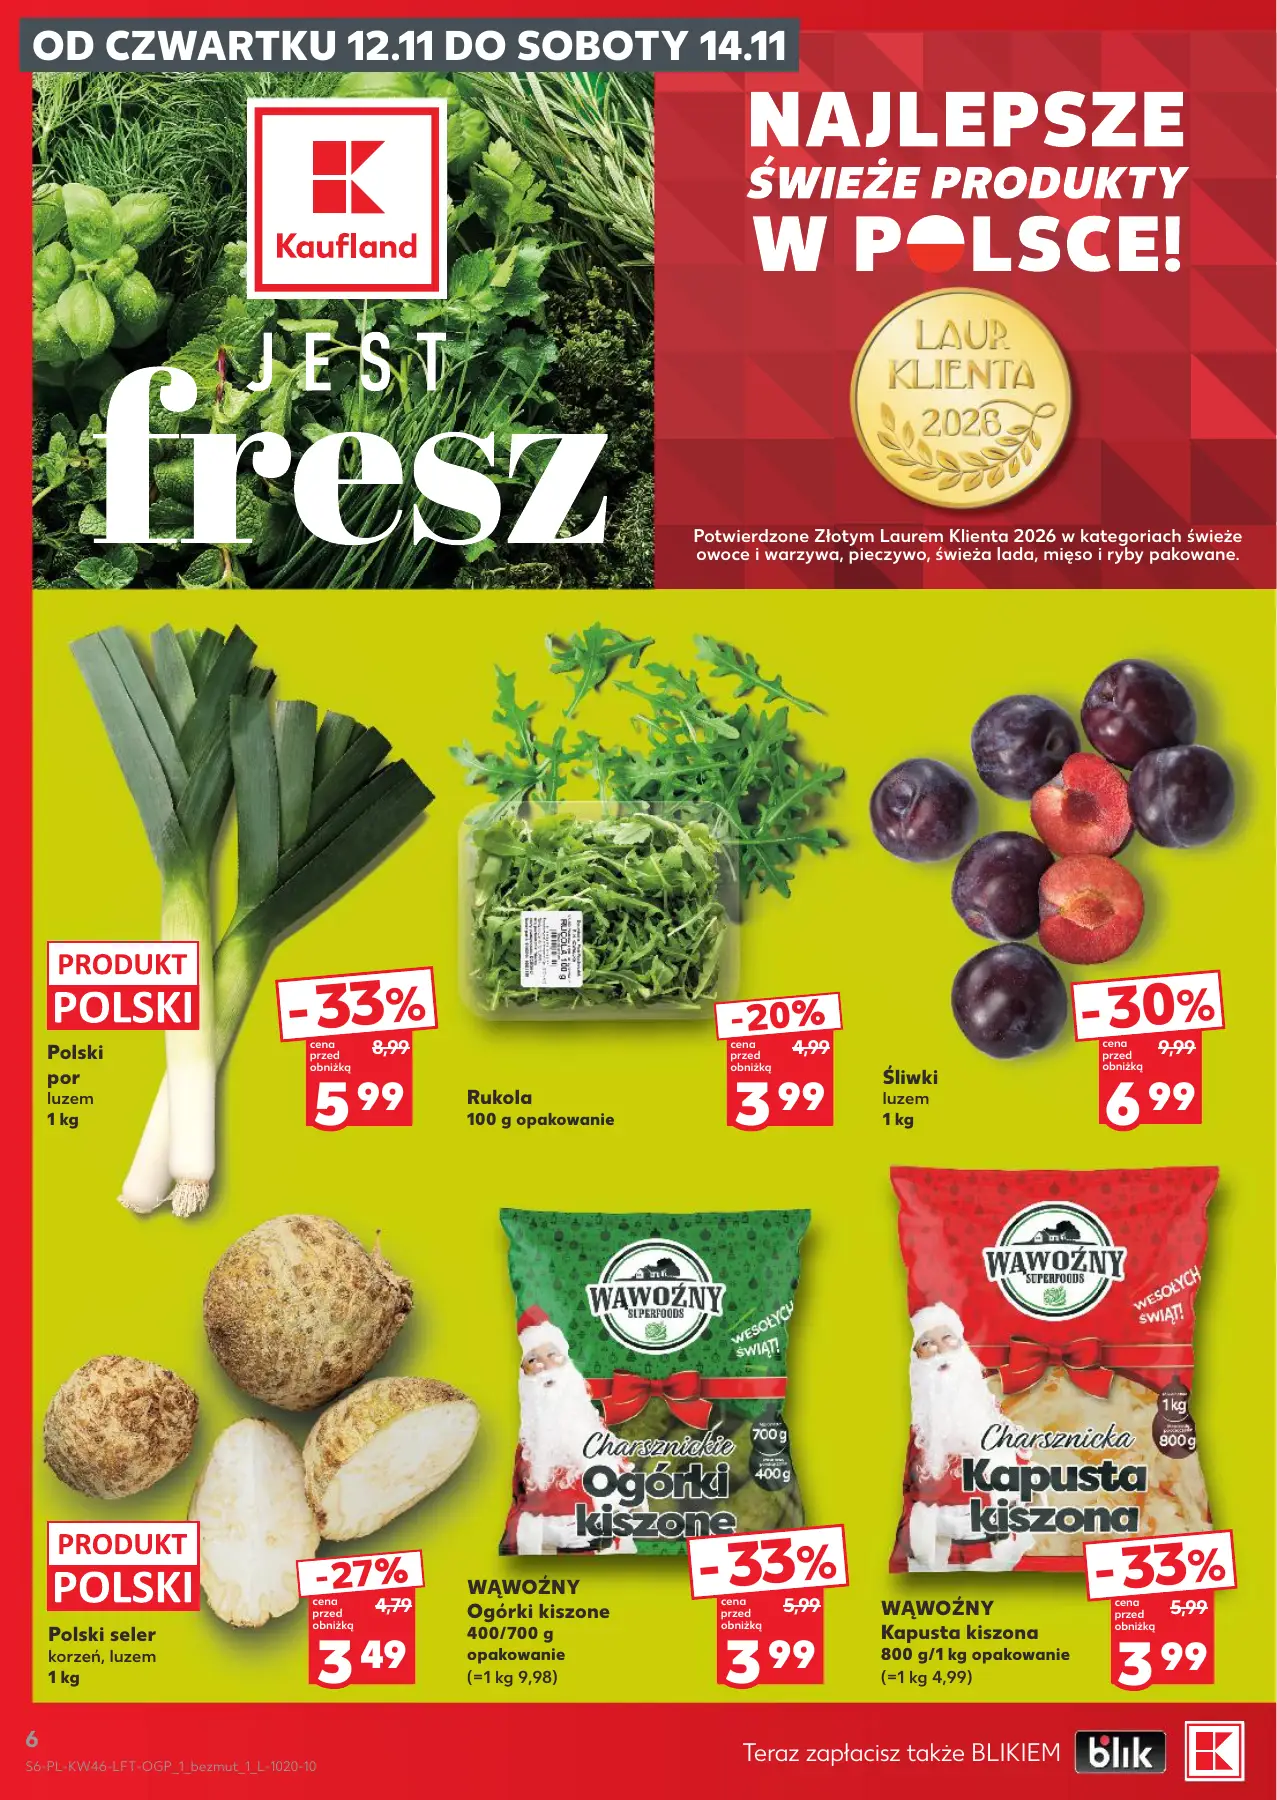 OD CZWARTKU 12.11 DO SOBOTY 14.11
Kaufland
JEST
fresz
NAJLEPSZE
ŚWIEŻE PRODUKTY
W POLSCE!
LAUR
KLIENTA
2026
Potwierdzone Złotym Laurem Klienta 2026 w kategoriach świeże
owoce i warzywa, pieczywo, świeża lada, mięso i ryby pakowane.
PRODUKT
POLSKI
Polski
por
luzem
1 kg
-33%
cena
przed
obniżką
8,99
5 99
RUCOLA 100 g
Rukola
100 g opakowanie
-20%
cena
przed
obniżką
4,99
3 99
Śliwki
luzem
1 kg
-30%
cena
przed
obniżką
9,99
6 99
PRODUKT
POLSKI
Polski seler
korzeń, luzem
1 kg
-27%
cena
przed
obniżką
4,79
3 49
WĄWOŹNY
SUPERFOODS
WESOŁYCH
ŚWIĄT!
700 g
400 g
Charsznickie
Ogórki
kiszone
WĄWOŹNY
Ogórki kiszone
400/700 g
opakowanie
(=1 kg 9,98)
-33%
cena
przed
obniżką
5,99
3 99
WĄWOŹNY
SUPERFOODS
WESOŁYCH
ŚWIĄT!
1 kg
800 g
Charsznicka
Kapusta
kiszona
WĄWOŹNY
Kapusta kiszona
800 g/1 kg opakowanie
(=1 kg 4,99)
-33%
cena
przed
obniżką
5,99
3 99
6
S6-PL-KW46-LFT-OGP_1_bezmut_1_L-1020-10
Teraz zapłacisz także BLIKIEM
blik